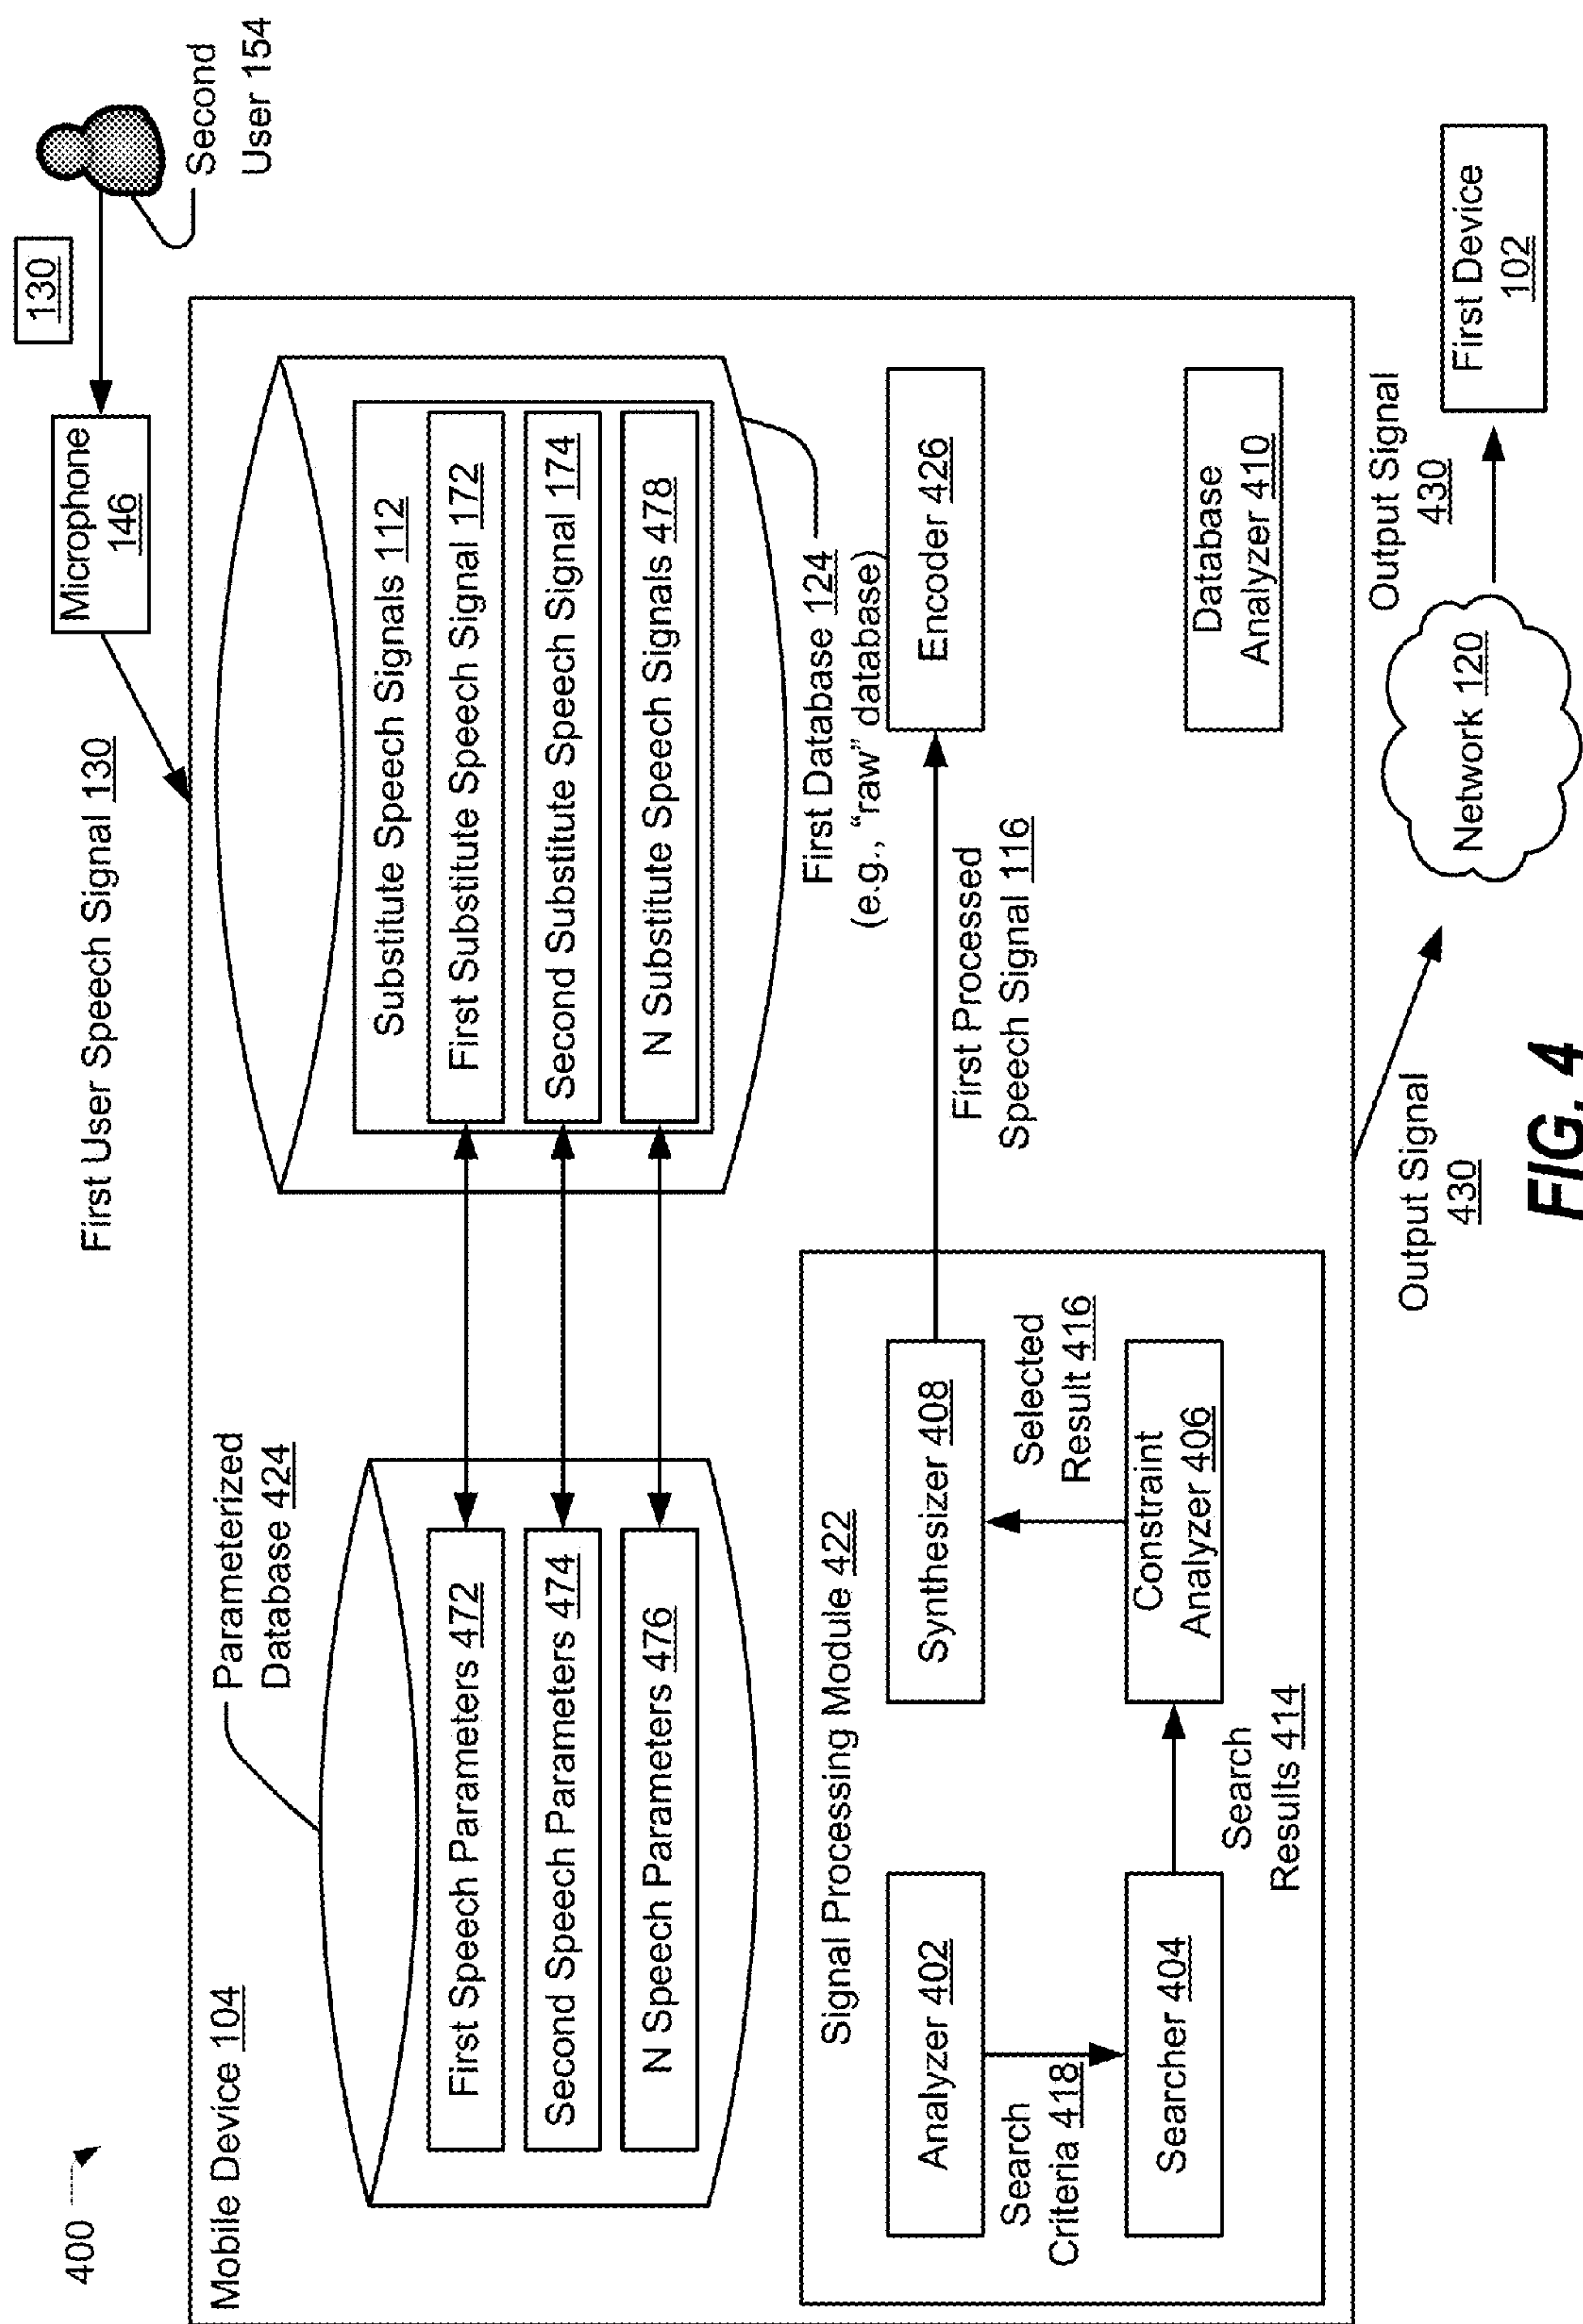 400
130
Second
User 154
Microphone
146
First User Speech Signal 130
Mobile Device 104
Parameterized
Database 424
First Speech Parameters 472
Second Speech Parameters 474
N Speech Parameters 476
Substitute Speech Signals 112
First Substitute Speech Signal 172
Second Substitute Speech Signal 174
N Substitute Speech Signals 478
First Database 124
(e.g., "raw" database)
Signal Processing Module 422
Analyzer 402
Search
Criteria 418
Searcher 404
Search
Results 414
Constraint
Analyzer 406
Selected
Result 416
Synthesizer 408
First Processed
Speech Signal 116
Encoder 426
Database
Analyzer 410
Output Signal
430
Network 120
Output Signal
430
First Device
102
FIG. 4